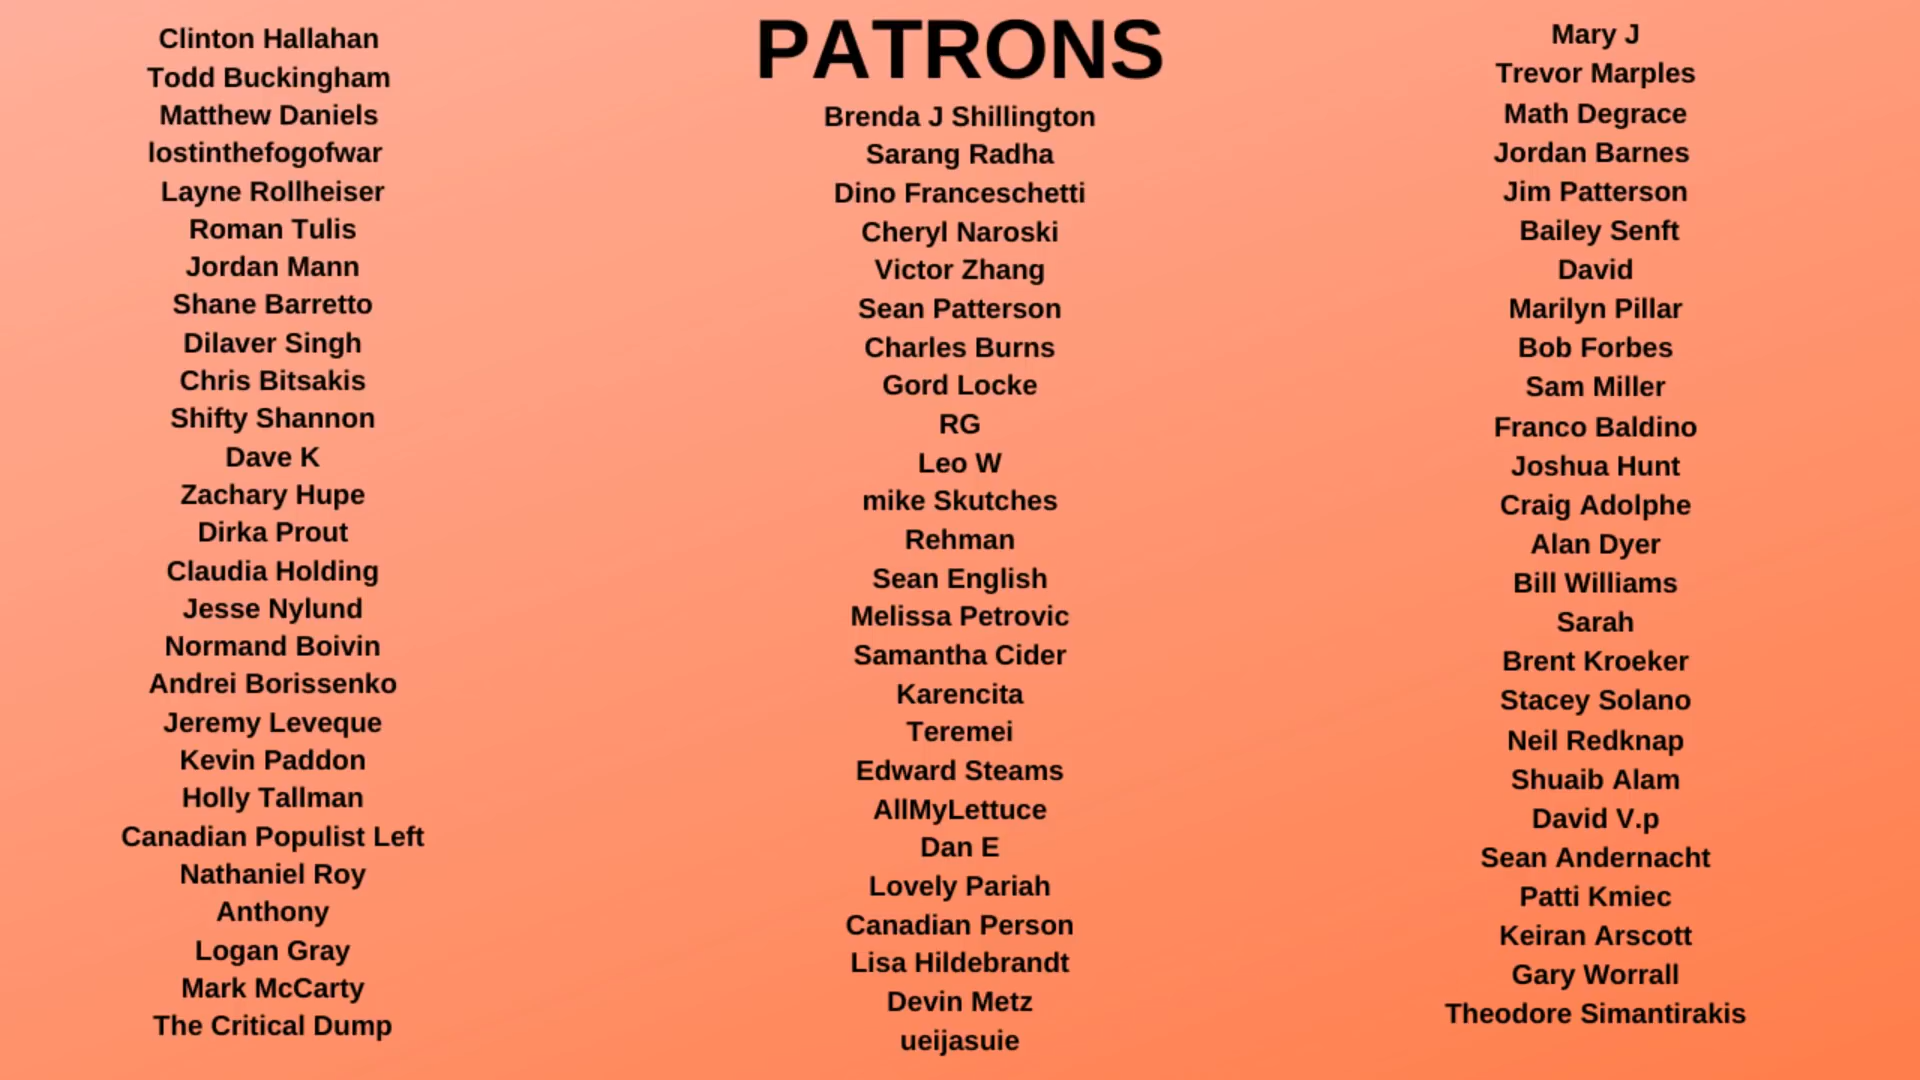 Clinton Hallahan
Todd Buckingham
Matthew Daniels
lostinthefogofwar
Layne Rollheiser
Roman Tulis
Jordan Mann
Shane Barretto
Dilaver Singh
Chris Bitsakis
Shifty Shannon
Dave K
Zachary Hupe
Dirka Prout
Claudia Holding
Jesse Nylund
Normand Boivin
Andrei Borissenko
Jeremy Leveque
Kevin Paddon
Holly Tallman
Canadian Populist Left
Nathaniel Roy
Anthony
Logan Gray
Mark McCarty
The Critical Dump
PATRONS
Brenda J Shillington
Sarang Radha
Dino Franceschetti
Cheryl Naroski
Victor Zhang
Sean Patterson
Charles Burns
Gord Locke
RG
Leo W
mike Skutches
Rehman
Sean English
Melissa Petrovic
Samantha Cider
Karencita
Teremei
Edward Steams
AllMyLettuce
Dan E
Lovely Pariah
Canadian Person
Lisa Hildebrandt
Devin Metz
ueijasuie
Mary J
Trevor Marples
Math Degrace
Jordan Barnes
Jim Patterson
Bailey Senft
David
Marilyn Pillar
Bob Forbes
Sam Miller
Franco Baldino
Joshua Hunt
Craig Adolphe
Alan Dyer
Bill Williams
Sarah
Brent Kroeker
Stacey Solano
Neil Redknap
Shuaib Alam
David V.p
Sean Andernacht
Patti Kmiec
Keiran Arscott
Gary Worrall
Theodore Simantirakis